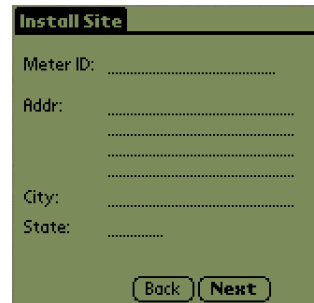 Install Site
Meter ID:
Addr:
City:
State:
Back Next